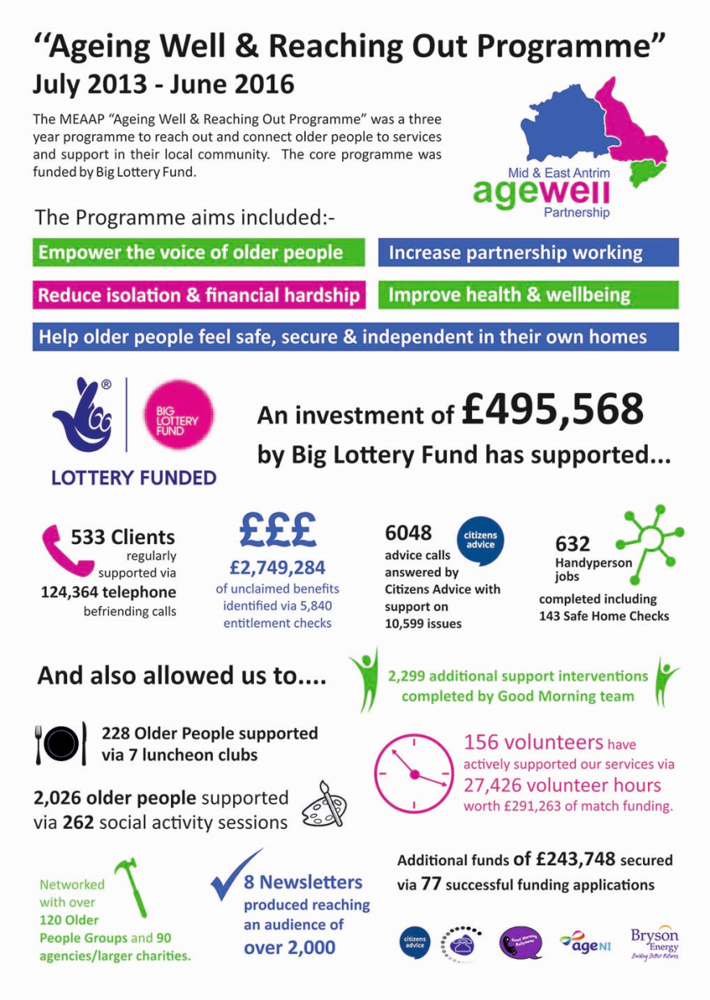 “Ageing Well & Reaching Out Programme”
July 2013 - June 2016
The MEAAP “Ageing Well & Reaching Out Programme” was a three
year programme to reach out and connect older people to services
and support in their local community. The core programme was
funded by Big Lottery Fund.
Mid & East Antrim
agewell
Partnership
The Programme aims included:-
Empower the voice of older people
Increase partnership working
Reduce isolation & financial hardship
Improve health & wellbeing
Help older people feel safe, secure & independent in their own homes
®
BIG
LOTTERY
FUND
LOTTERY FUNDED
An investment of £495,568
by Big Lottery Fund has supported...
533 Clients
regularly
supported via
124,364 telephone
befriending calls
£££
£2,749,284
of unclaimed benefits
identified via 5,840
entitlement checks
6048
advice calls
answered by
Citizens Advice with
support on
10,599 issues
citizens
advice
632
Handyperson
jobs
completed including
143 Safe Home Checks
And also allowed us to....
2,299 additional support interventions
completed by Good Morning team
228 Older People supported
via 7 luncheon clubs
156 volunteers have
actively supported our services via
27,426 volunteer hours
worth £291,263 of match funding.
2,026 older people supported
via 262 social activity sessions
Networked
with over
120 Older
People Groups and 90
agencies/larger charities.
8 Newsletters
produced reaching
an audience of
over 2,000
Additional funds of £243,748 secured
via 77 successful funding applications
citizens
advice
Good Morning
Ballymena
age NI
Bryson
Energy
Building Better Futures